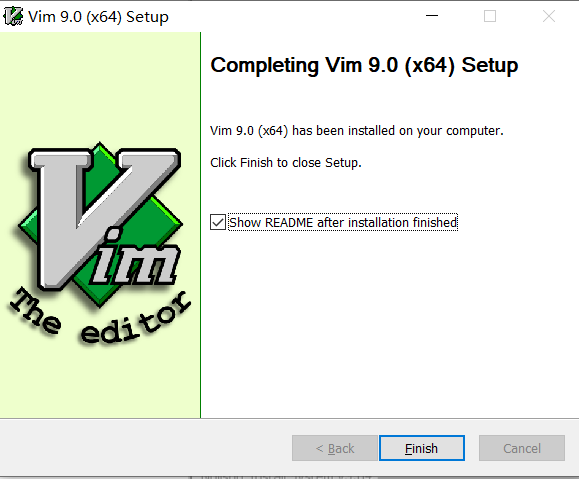 Vim 9.0 (x64) Setup
Completing Vim 9.0 (x64) Setup
Vim 9.0 (x64) has been installed on your computer.
Click Finish to close Setup.
Show README after installation finished
Vim
The editor
< Back
Finish
Cancel